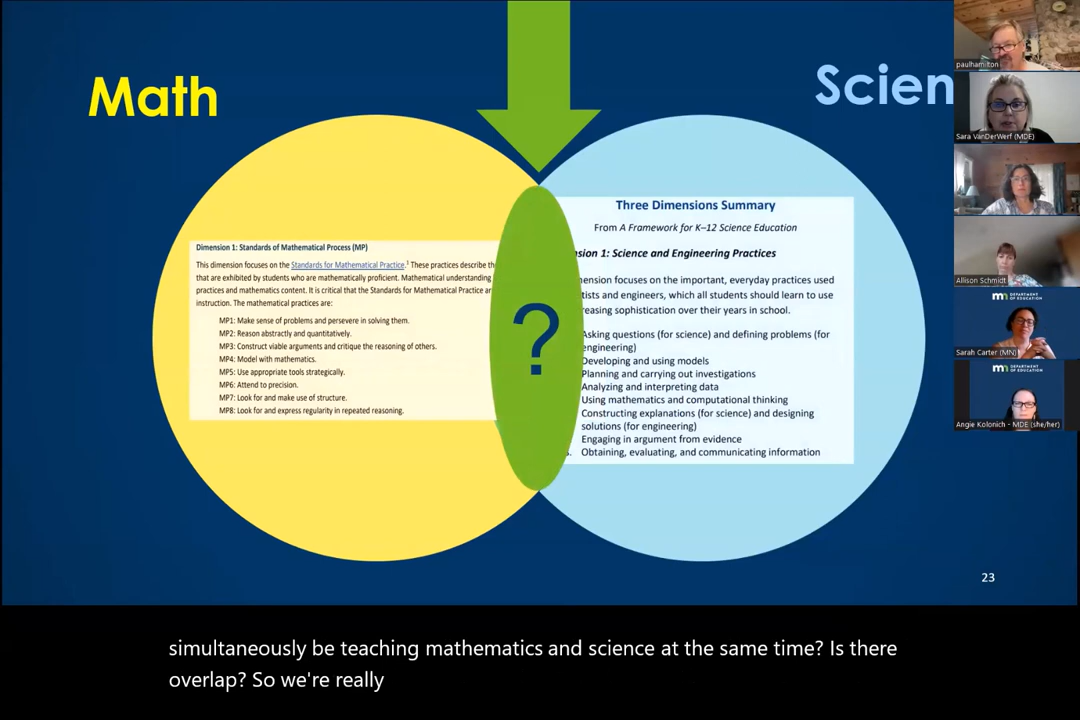 Math
Scien
Dimension 1: Standards of Mathematical Process (MP)
This dimension focuses on the Standards for Mathematical Practice.¹ These practices describe th
that are exhibited by students who are mathematically proficient. Mathematical understanding
practices and mathematics content. It is critical that the Standards for Mathematical Practice ar
instruction. The mathematical practices are:
MP1: Make sense of problems and persevere in solving them.
MP2: Reason abstractly and quantitatively.
MP3: Construct viable arguments and critique the reasoning of others.
MP4: Model with mathematics.
MP5: Use appropriate tools strategically.
MP6: Attend to precision.
MP7: Look for and make use of structure.
MP8: Look for and express regularity in repeated reasoning.
?
Three Dimensions Summary
From A Framework for K–12 Science Education
nsion 1: Science and Engineering Practices
mension focuses on the important, everyday practices used
tists and engineers, which all students should learn to use
reasing sophistication over their years in school.
Asking questions (for science) and defining problems (for
engineering)
Developing and using models
Planning and carrying out investigations
Analyzing and interpreting data
Using mathematics and computational thinking
Constructing explanations (for science) and designing
solutions (for engineering)
Engaging in argument from evidence
Obtaining, evaluating, and communicating information
23
paulhamilton
Sara VanDerWerf (MDE)
Allison Schmidt
DEPARTMENT
OF EDUCATION
Sarah Carter (MN)
DEPARTMENT
OF EDUCATION
Angie Kolonich - MDE (she/her)
simultaneously be teaching mathematics and science at the same time? Is there
overlap? So we're really